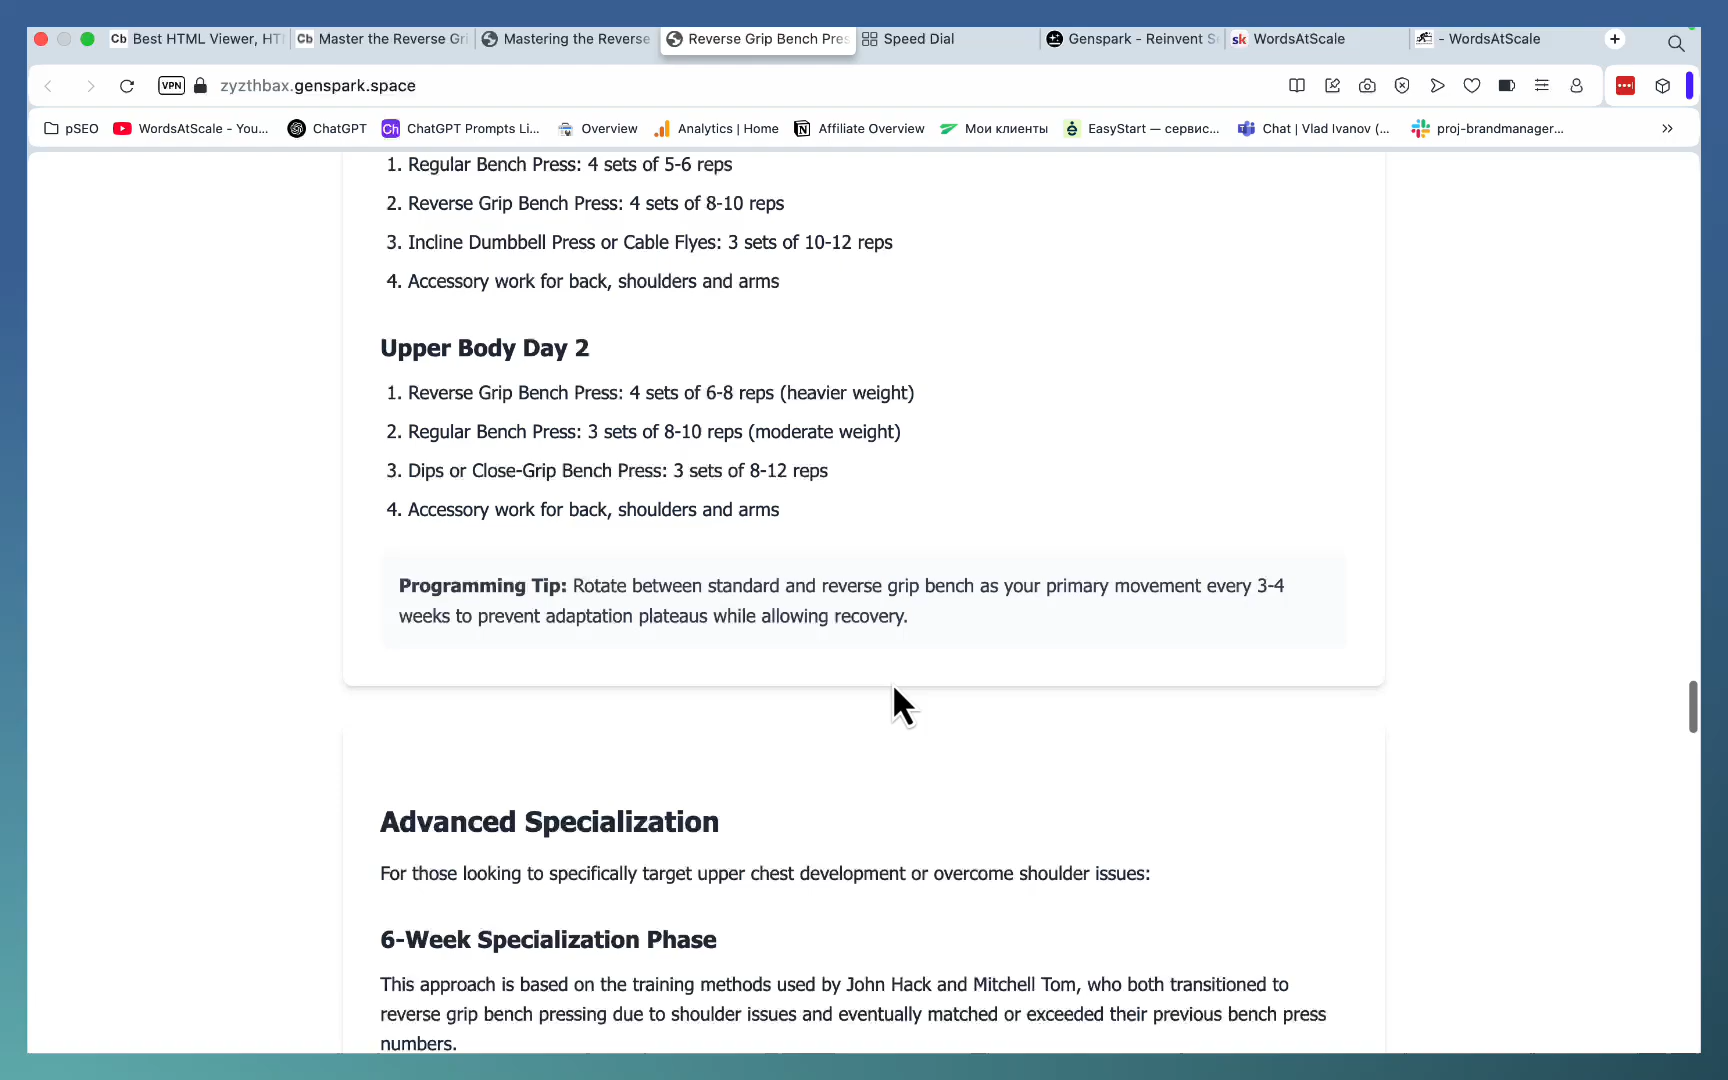 Cb Best HTML Viewer, HT
Cb Master the Reverse Gri
Mastering the Reverse
Reverse Grip Bench Pres
Speed Dial
Genspark - Reinvent S
sk WordsAtScale
- WordsAtScale
VPN zyzthbax.genspark.space
pSEO
WordsAtScale - You...
ChatGPT
Ch ChatGPT Prompts Li...
Overview
Analytics | Home
Affiliate Overview
Мои клиенты
EasyStart — сервис...
Chat | Vlad Ivanov (...
proj-brandmanager...
1. Regular Bench Press: 4 sets of 5-6 reps
2. Reverse Grip Bench Press: 4 sets of 8-10 reps
3. Incline Dumbbell Press or Cable Flyes: 3 sets of 10-12 reps
4. Accessory work for back, shoulders and arms
Upper Body Day 2
1. Reverse Grip Bench Press: 4 sets of 6-8 reps (heavier weight)
2. Regular Bench Press: 3 sets of 8-10 reps (moderate weight)
3. Dips or Close-Grip Bench Press: 3 sets of 8-12 reps
4. Accessory work for back, shoulders and arms
Programming Tip: Rotate between standard and reverse grip bench as your primary movement every 3-4
weeks to prevent adaptation plateaus while allowing recovery.
Advanced Specialization
For those looking to specifically target upper chest development or overcome shoulder issues:
6-Week Specialization Phase
This approach is based on the training methods used by John Hack and Mitchell Tom, who both transitioned to
reverse grip bench pressing due to shoulder issues and eventually matched or exceeded their previous bench press
numbers.